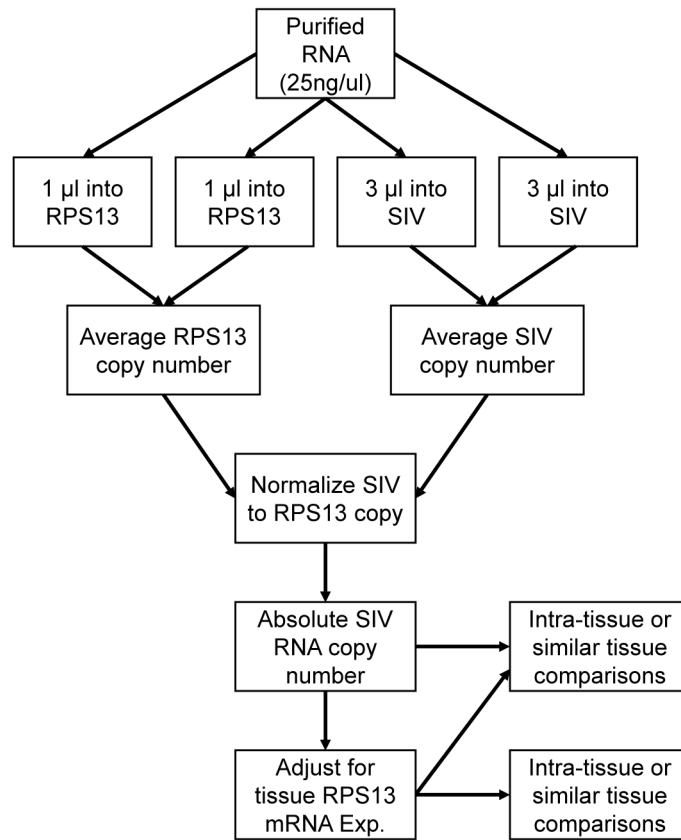 Purified
RNA
(25ng/ul)
1 µl into
RPS13
1 µl into
RPS13
3 µl into
SIV
3 µl into
SIV
Average RPS13
copy number
Average SIV
copy number
Normalize SIV
to RPS13 copy
Absolute SIV
RNA copy
number
Intra-tissue or
similar tissue
comparisons
Adjust for
tissue RPS13
mRNA Exp.
Intra-tissue or
similar tissue
comparisons